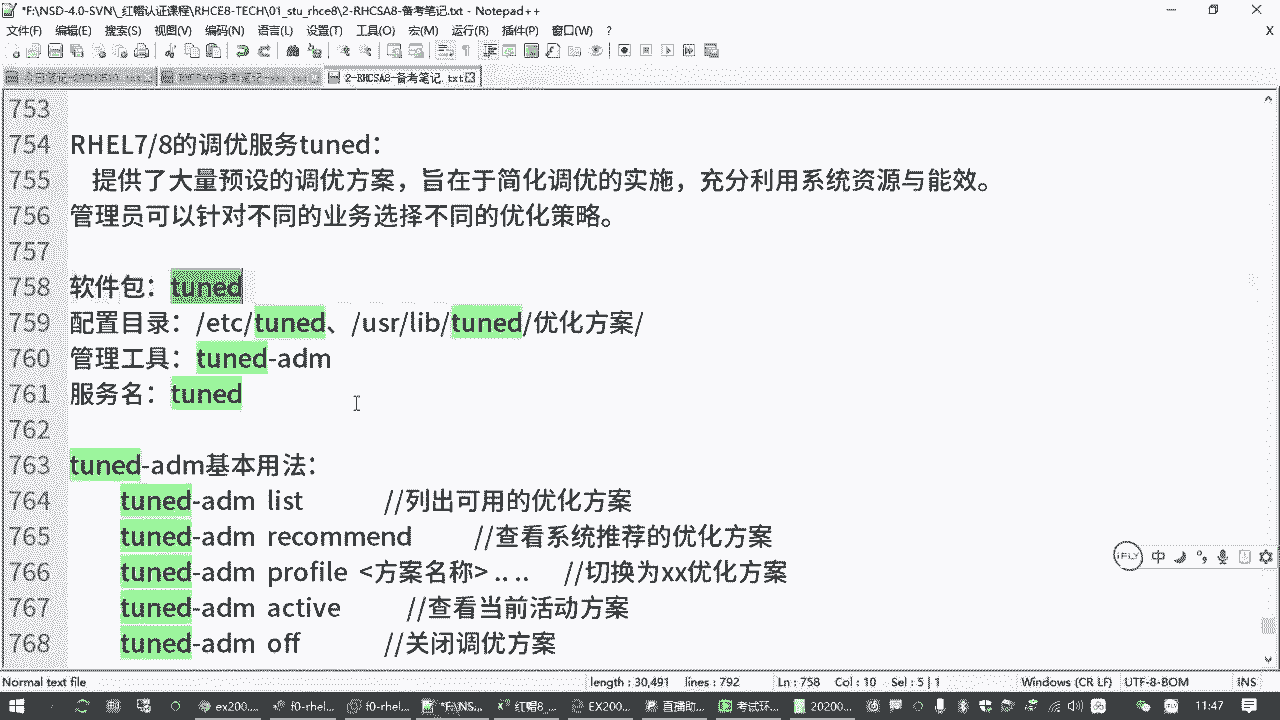 *F:\NSD-4.0-SVN\_红帽认证课程\RHCE8-TECH\01_stu_rhce8\2-RHCSA8-备考笔记.txt - Notepad++
文件(F) 编辑(E) 搜索(S) 视图(V) 编码(N) 语言(L) 设置(T) 工具(O) 宏(M) 运行(R) 插件(P) 窗口(W) ? X
2-RHCSA8-备考笔记.txt
753
754 RHEL7/8的调优服务tuned：
755 提供了大量预设的调优方案，旨在于简化调优的实施，充分利用系统资源与能效。
756 管理员可以针对不同的业务选择不同的优化策略。
757
758 软件包：tuned
759 配置目录：/etc/tuned、/usr/lib/tuned/优化方案/
760 管理工具：tuned-adm
761 服务名：tuned
762
763 tuned-adm基本用法：
764 tuned-adm list //列出可用的优化方案
765 tuned-adm recommend //查看系统推荐的优化方案
766 tuned-adm profile <方案名称> .. .. //切换为xx优化方案
767 tuned-adm active //查看当前活动方案
768 tuned-adm off //关闭调优方案
iFLY 中
Normal text file length : 30,491 lines : 792 Ln : 758 Col : 10 Sel : 5 | 1 Windows (CR LF) UTF-8-BOM INS
ex200... f0-rhel... f0-rhel... *F:\NS... 红帽8_... EX200... 直播助... 考试环... 20200... 11:47